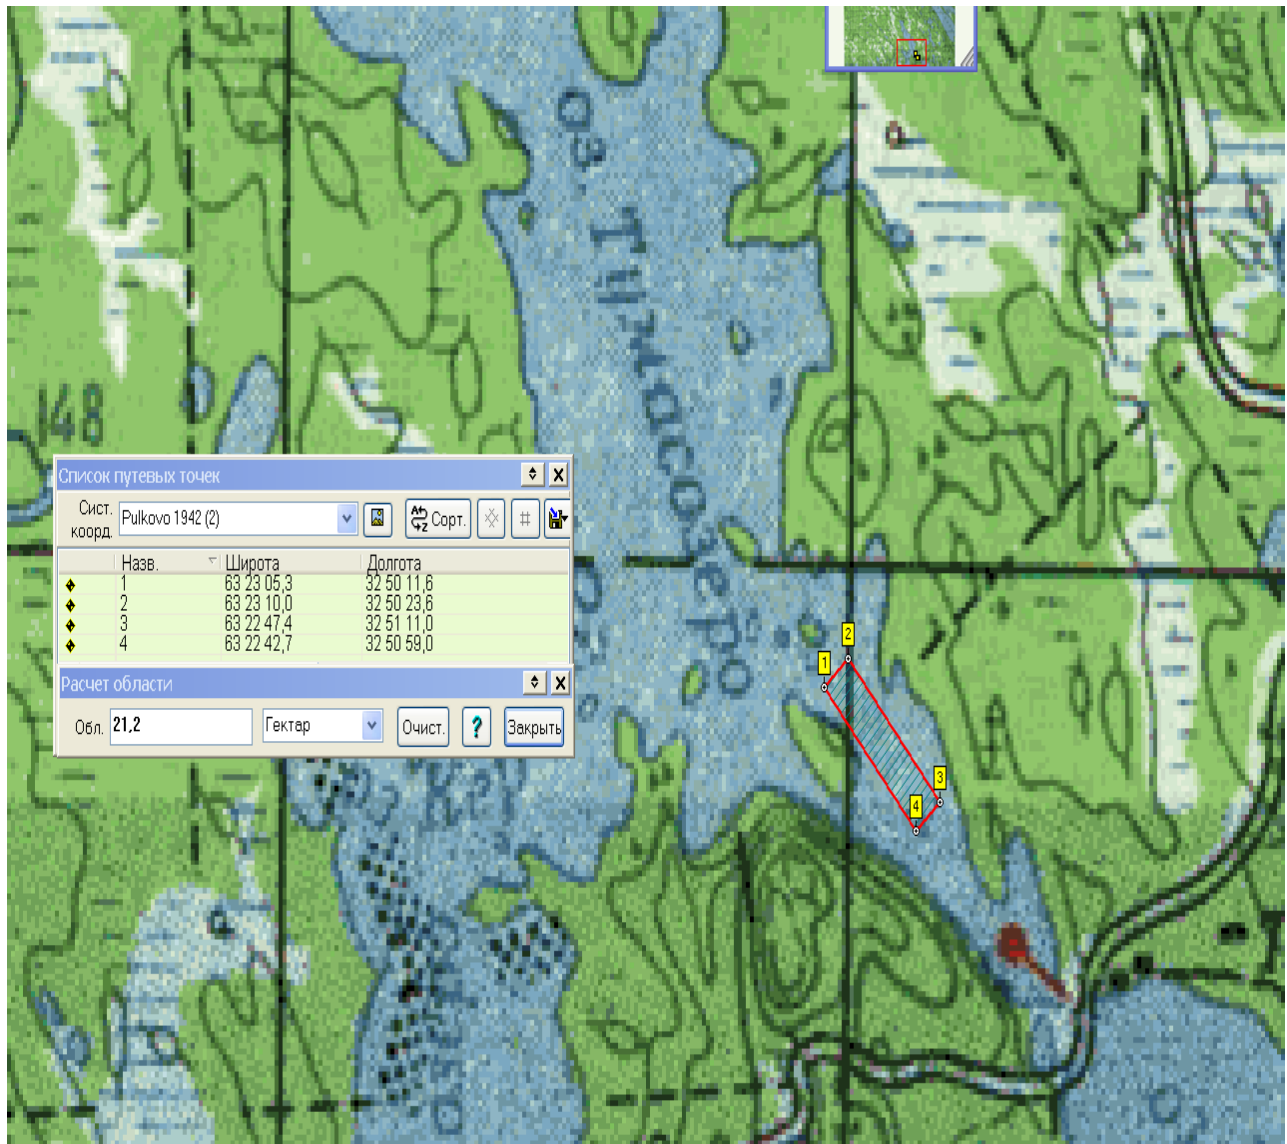 оз. Тумасозеро
148
Список путевых точек
Сист. коорд. Pulkovo 1942 (2) Сорт.
Назв. Широта Долгота
1 63 23 05,3 32 50 11,6
2 63 23 10,0 32 50 23,6
3 63 22 47,4 32 51 11,0
4 63 22 42,7 32 50 59,0
Расчет области
Обл. 21,2 Гектар Очист. ? Закрыть
1
2
3
4